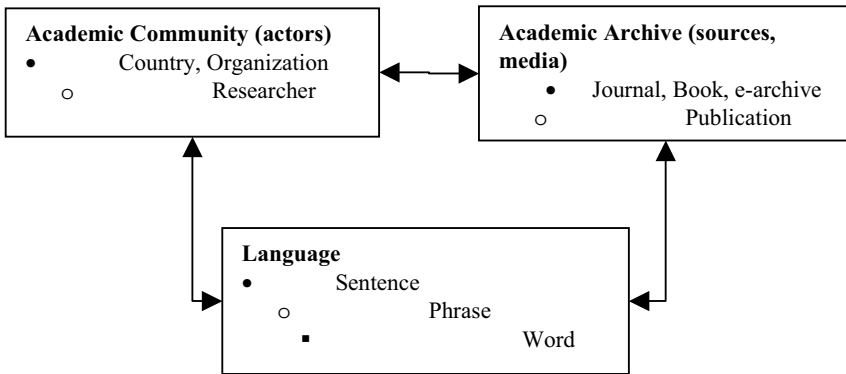 Academic Community (actors)
• Country, Organization
○ Researcher
Academic Archive (sources,
media)
• Journal, Book, e-archive
○ Publication
Language
• Sentence
○ Phrase
▪ Word